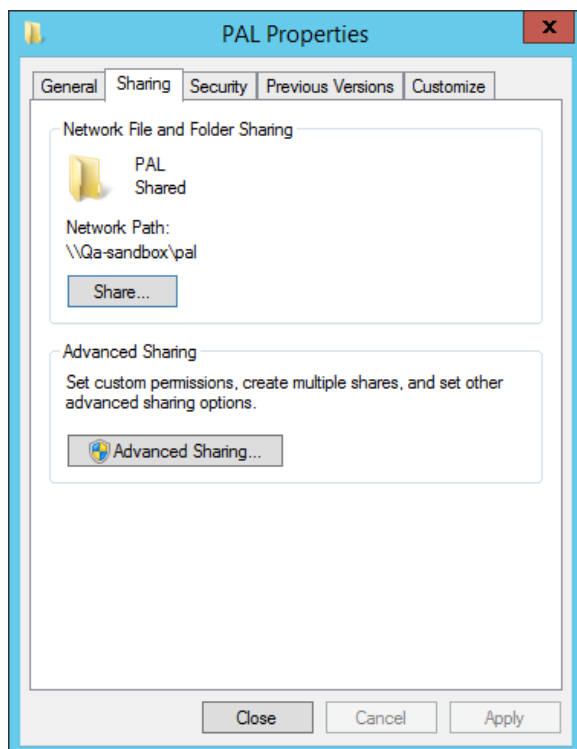 PAL Properties
x
General
Sharing
Security
Previous Versions
Customize
Network File and Folder Sharing
PAL
Shared
Network Path:
\\Qa-sandbox\pal
Share...
Advanced Sharing
Set custom permissions, create multiple shares, and set other
advanced sharing options.
Advanced Sharing...
Close
Cancel
Apply